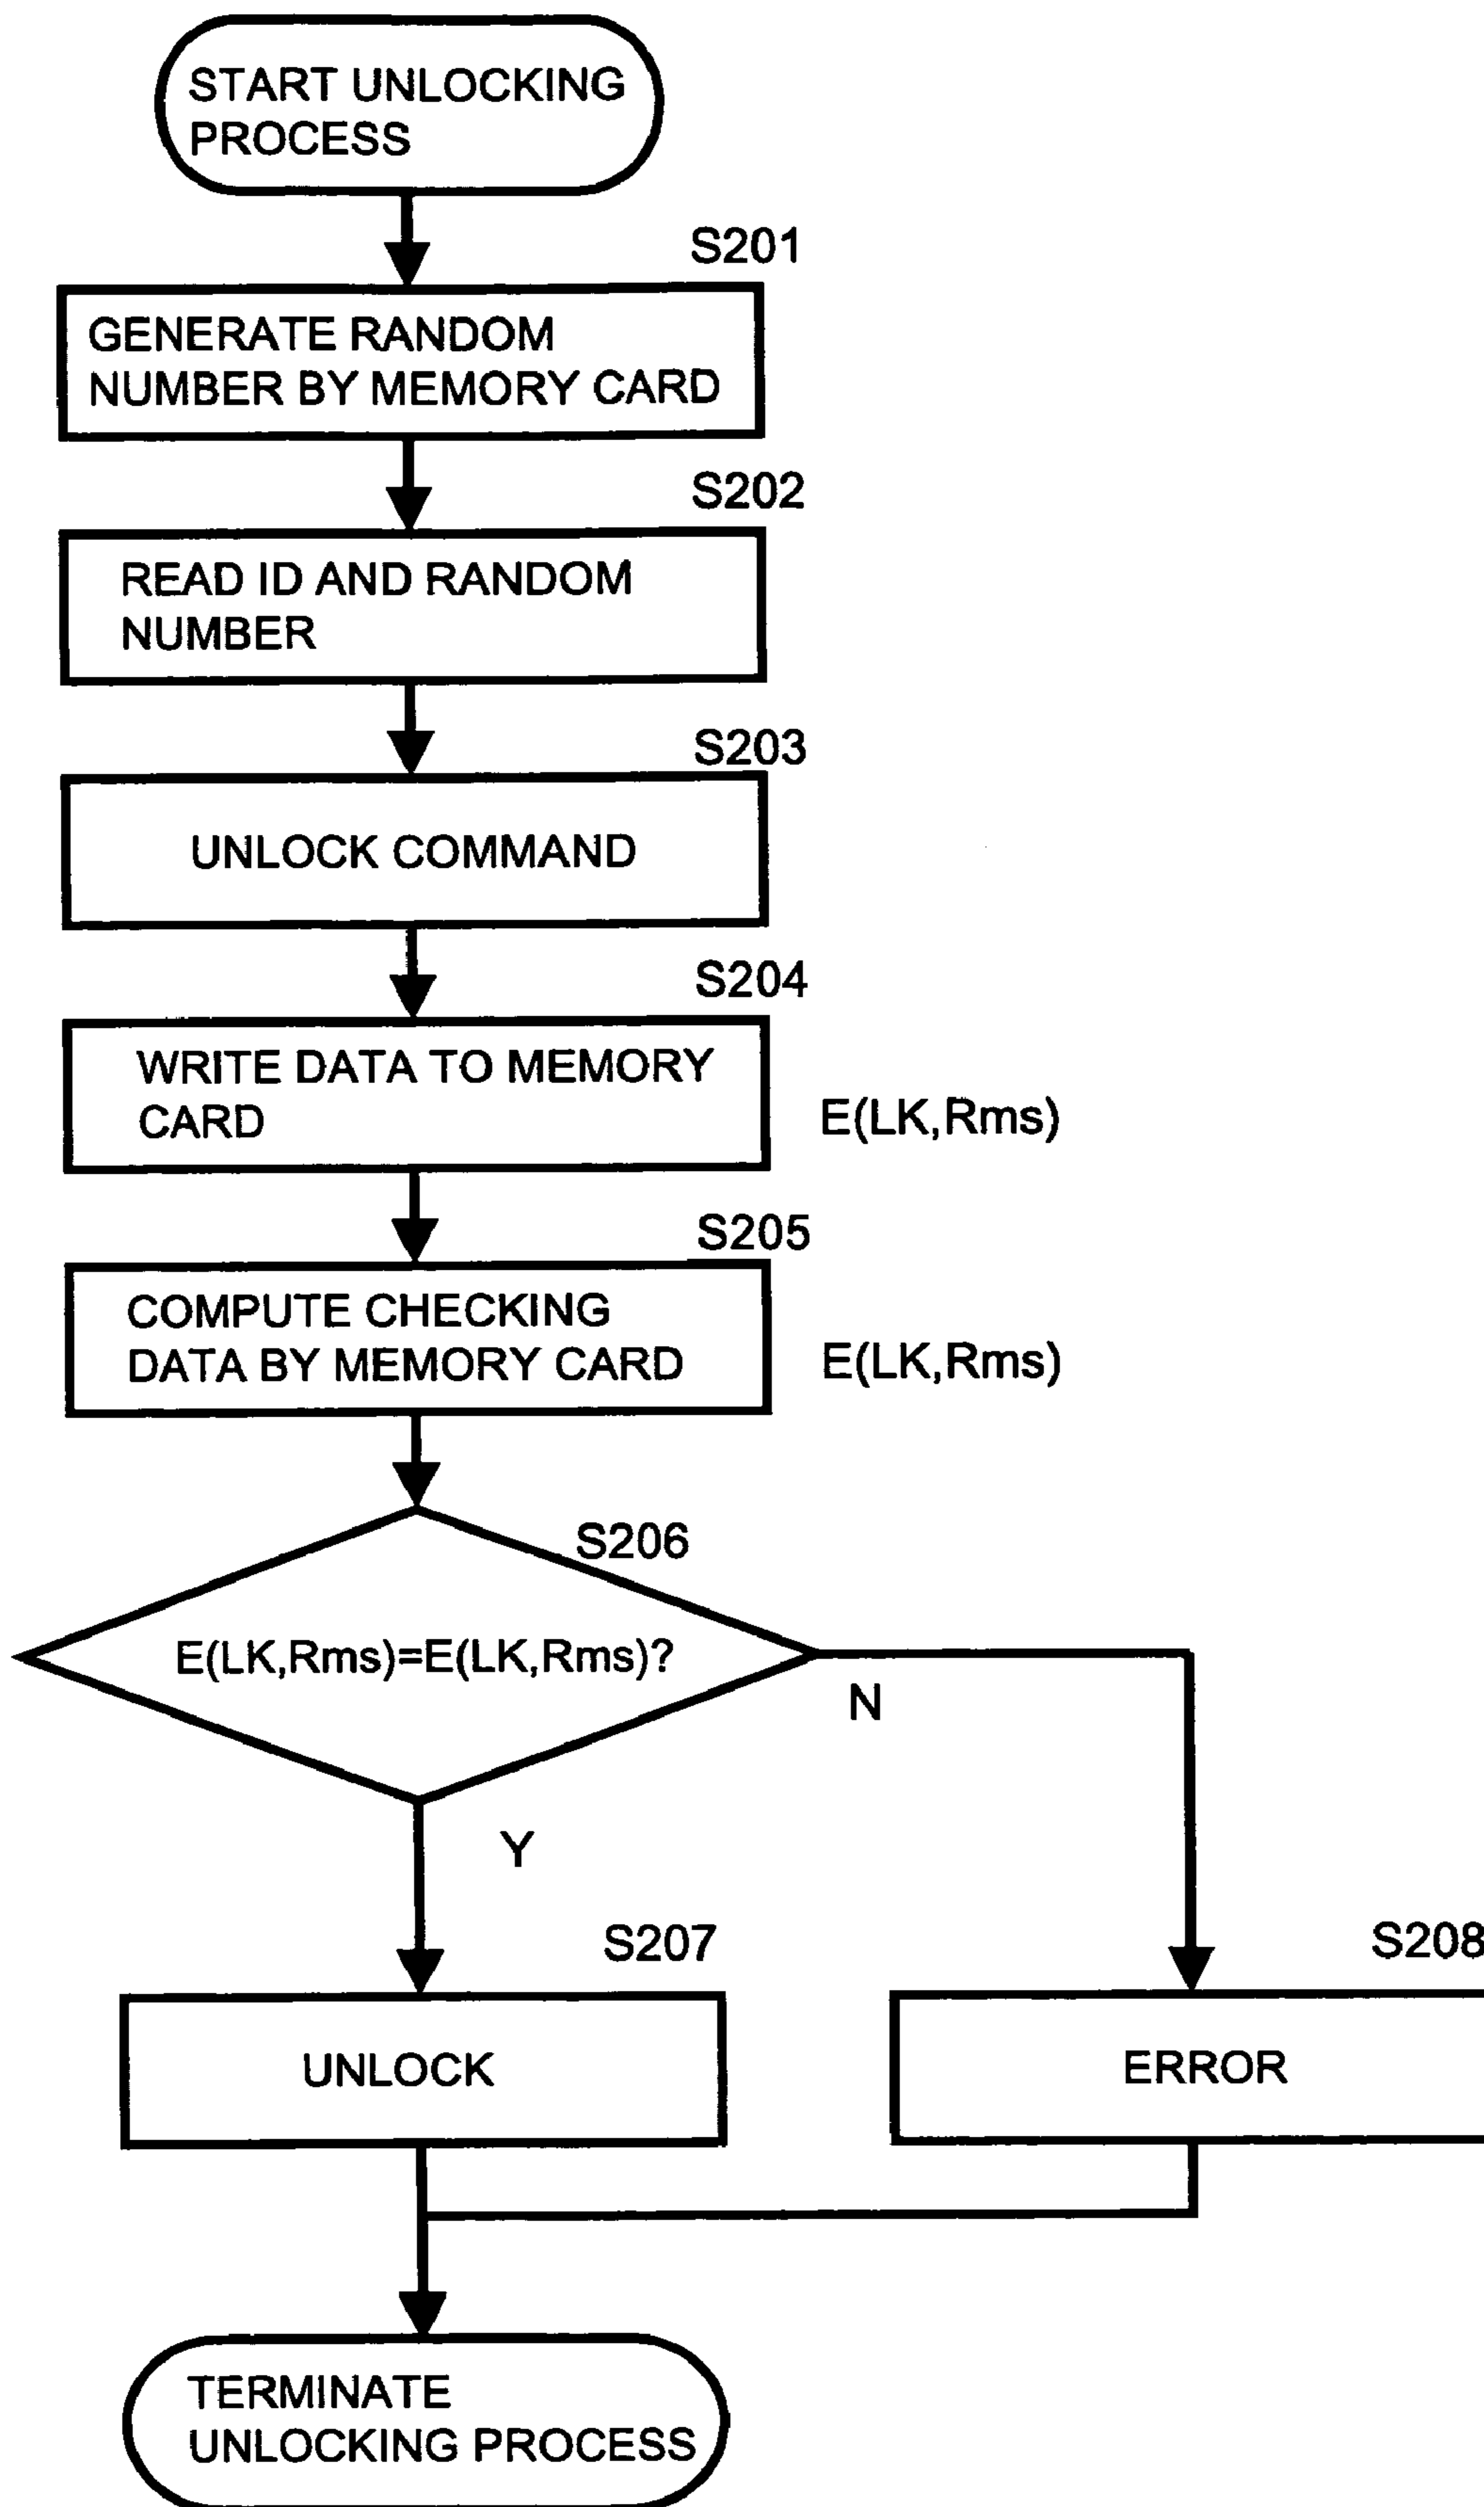 START UNLOCKING
PROCESS
S201
GENERATE RANDOM
NUMBER BY MEMORY CARD
S202
READ ID AND RANDOM
NUMBER
S203
UNLOCK COMMAND
S204
WRITE DATA TO MEMORY
CARD
E(LK,Rms)
S205
COMPUTE CHECKING
DATA BY MEMORY CARD
E(LK,Rms)
S206
E(LK,Rms)=E(LK,Rms)?
N
Y
S207
S208
UNLOCK
ERROR
TERMINATE
UNLOCKING PROCESS